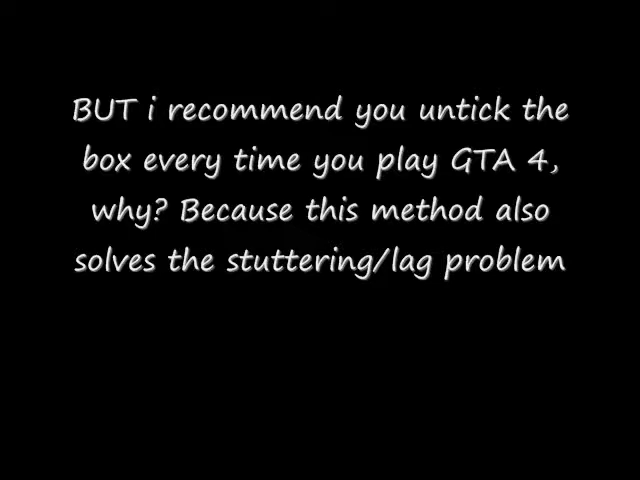 BUT i recommend you untick the
box every time you play GTA 4,
why? Because this method also
solves the stuttering/lag problem